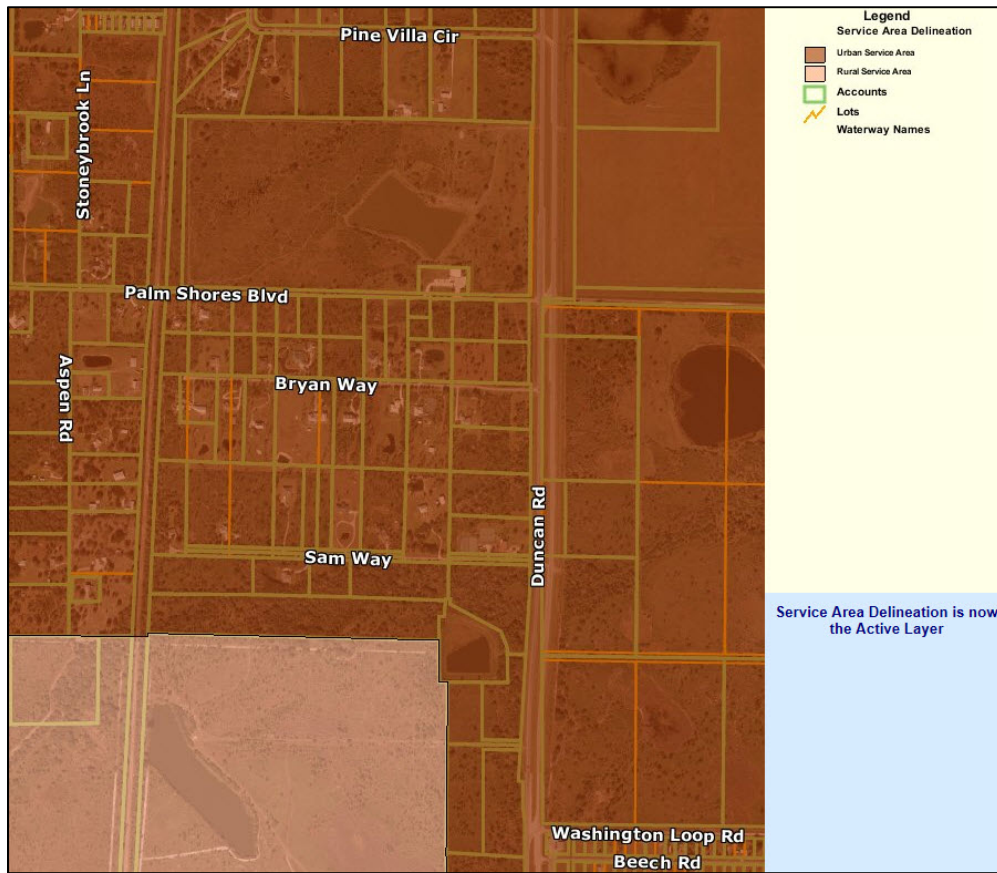 Pine Villa Cir
Stoneybrook Ln
Palm Shores Blvd
Aspen Rd
Bryan Way
Duncan Rd
Sam Way
Washington Loop Rd
Beech Rd
Legend
Service Area Delineation
Urban Service Area
Rural Service Area
Accounts
Lots
Waterway Names
Service Area Delineation is now
the Active Layer